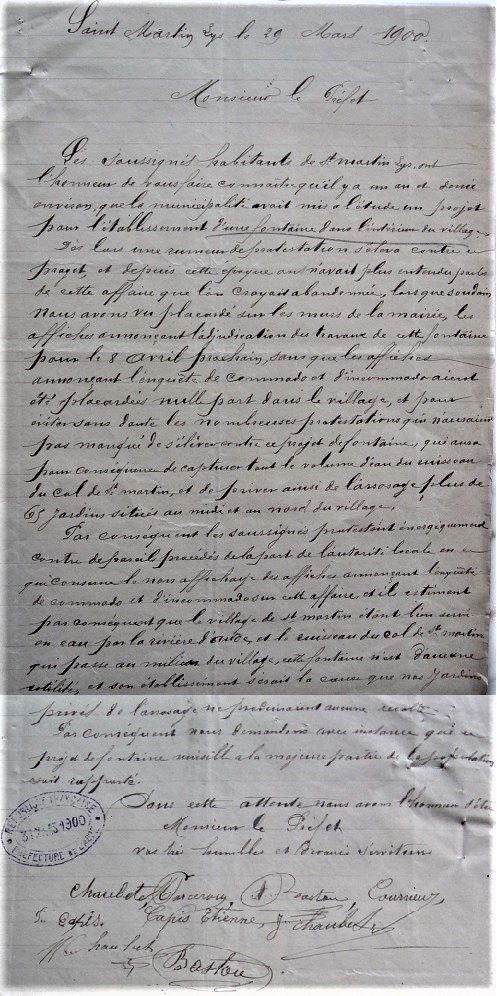 Saint Martin Lys le 29 Mars 1900
Monsieur le Préfet
Les soussignés habitants de St martin Lys, ont
l'honneur de vous faire connaître qu'il y a un an et demie
environ, que la municipalité avait mis a l'étude un projet
pour l'établissement d'une fontaine dans l'intérieur du village.
Dès lors une rumeur de protestation s'éleva contre ce
projet, et depuis cette époque on n'avait plus entendu parler
de cette affaire que l'on croyait abandonnée, lorsque soudain
nous avons vu placardé sur les murs de la mairie, les
affiches annonçant l'adjudication des travaux de cette fontaine
pour le 8 avril prochain, sans que les affiches
annonçant l'enquête de commodo et d'incommodo aient
été placardées nulle part dans le village, et pour
éviter sans doute les nombreuses protestations qui n'auraient
pas manqué de s'élever contre ce projet de fontaine, qui aura
pour conséquence de capturer tout le volume d'eau du ruisseau
du col de St martin, et de priver ainsi de l'arrosage plus de
65 Jardins situés au midi et au nord du village,
Par conséquent les soussignés protestent énergiquement
contre de pareils procédés de la part de l'autorité locale en ce
qui concerne le non affichage des affiches annonçant l'enquête
de commodo et d'incommodo sur cette affaire et ils estiment
par conséquent que le village de St martin étant bien servi
en eau par la rivière d'aude, et le ruisseau du col de St martin
qui passe au milieu du village, cette fontaine n'est d'aucune
utilité, et son établissement serait la cause que nos Jardins
privés de l'arrosage ne produiraient aucune
Par conséquent nous demandons avec instance que ce
projet de fontaine nuisible a la majeure partie de la population
soit rapporté.
Dans cette attente nous avons l'honneur d'être
Monsieur le Préfet
vos très humbles et Dévoués Serviteurs
REPUBLIQUE FRANÇAISE
31 MARS 1900
PREFECTURE DE L'AUDE
Chaubet Bastou, Courrieu,
Capis, Capis Etienne, Chaubet
Chaubet
Bastou